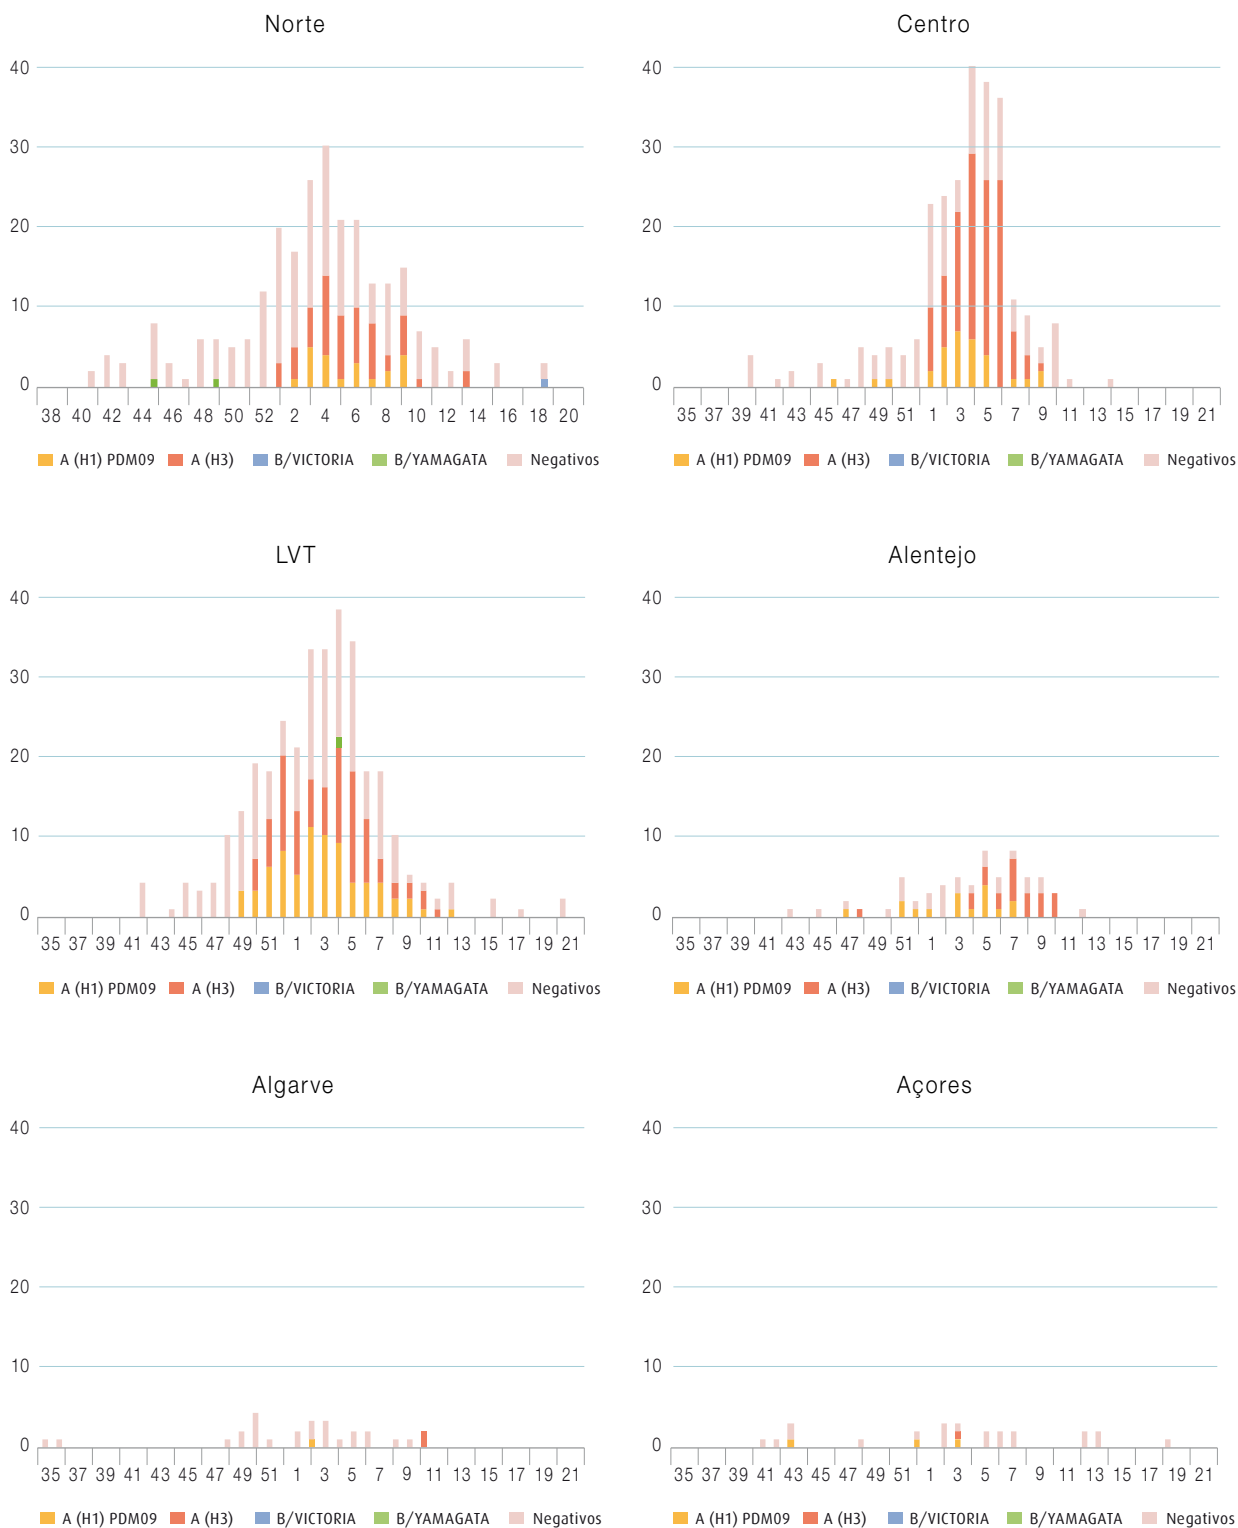 Norte
40
30
20
10
0
38 40 42 44 46 48 50 52 2 4 6 8 10 12 14 16 18 20
A (H1) PDM09 A (H3) B/VICTORIA B/YAMAGATA Negativos
Centro
40
30
20
10
0
35 37 39 41 43 45 47 49 51 1 3 5 7 9 11 13 15 17 19 21
A (H1) PDM09 A (H3) B/VICTORIA B/YAMAGATA Negativos
LVT
40
30
20
10
0
35 37 39 41 43 45 47 49 51 1 3 5 7 9 11 13 15 17 19 21
A (H1) PDM09 A (H3) B/VICTORIA B/YAMAGATA Negativos
Alentejo
40
30
20
10
0
35 37 39 41 43 45 47 49 51 1 3 5 7 9 11 13 15 17 19 21
A (H1) PDM09 A (H3) B/VICTORIA B/YAMAGATA Negativos
Algarve
40
30
20
10
0
35 37 39 41 43 45 47 49 51 1 3 5 7 9 11 13 15 17 19 21
A (H1) PDM09 A (H3) B/VICTORIA B/YAMAGATA Negativos
Açores
40
30
20
10
0
35 37 39 41 43 45 47 49 51 1 3 5 7 9 11 13 15 17 19 21
A (H1) PDM09 A (H3) B/VICTORIA B/YAMAGATA Negativos